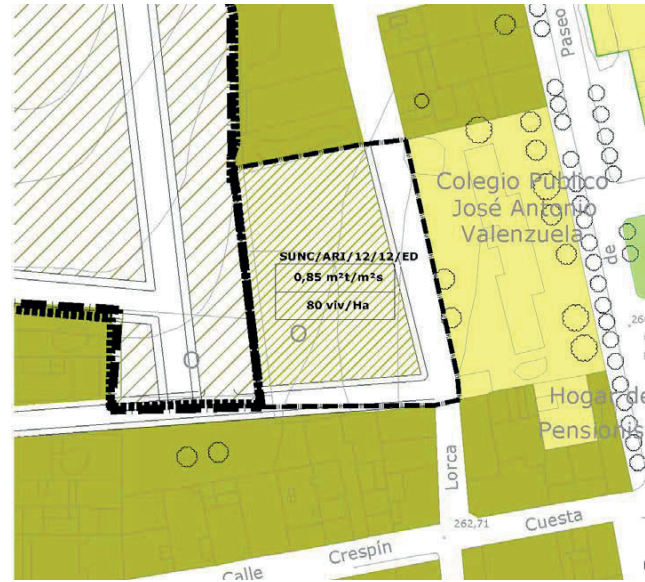 Paseo
de
Colegio Público
José Antonio
Valenzuela
SUNC/ARI/12/12/ED
0,85 m²t/m²s
80 viv/Ha
Hogar de
Lorca
262,71
Cuesta
Crespín
Calle